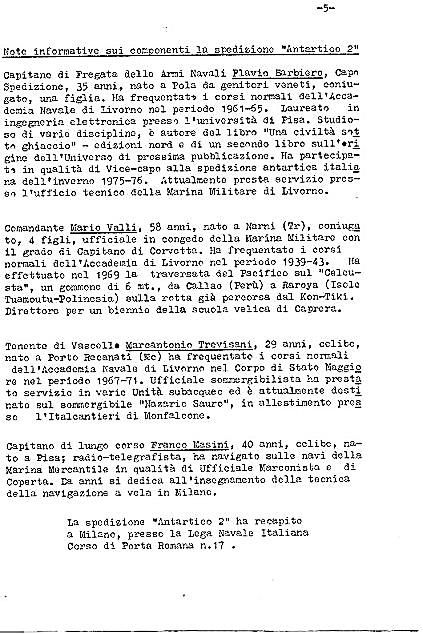 -5-
Note informative sui componenti la spedizione "Antartico 2"
Capitano di Fregata dello Armi Navali Flavio Barbiero, Capo
Spedizione, 35 anni, nato a Pola da genitori veneti, coniu-
gato, una figlia. Ha frequentato i corsi normali dell'Acca-
demia Navale di Livorno nel periodo 1961-65. Laureato in
ingegneria elettronica presso l'università di Pisa. Studio-
so di varie discipline, è autore del libro "Una civiltà sot
to ghiaccio" - edizioni nord e di un secondo libro sull'ori
gine dell'Universo di prossima pubblicazione. Ha partecipa-
to in qualità di Vice-capo alla spedizione antartica italia
na dell'inverno 1975-76. Attualmente presta servizio pres-
so l'ufficio tecnico della Marina Militare di Livorno.
Comandante Mario Valli, 58 anni, nato a Narni (Tr), coniuga
to, 4 figli, ufficiale in congedo della Marina Militare con
il grado di Capitano di Corvetta. Ha frequentato i corsi
normali dell'Accademia di Livorno nel periodo 1939-43. Ha
effettuato nel 1969 la traversata del Pacifico sul "Celeu-
sta", un gommone di 6 mt., da Callao (Perù) a Raroya (Isole
Tuamoutu-Polinesia) sulla rotta già percorsa dal Kon-Tiki.
Direttore per un biennio della scuola velica di Caprera.
Tenente di Vascello Marcantonio Trevisani, 29 anni, celibe,
nato a Porto Recanati (Mc) ha frequentato i corsi normali
dell'Accademia Navale di Livorno nel Corpo di Stato Maggio
re nel periodo 1967-71. Ufficiale sommergibilista ha presta
to servizio in varie Unità subacquee ed è attualmente desti
nato sul sommergibile "Nazario Sauro", in allestimento pres
so l'Italcantieri di Monfalcone.
Capitano di lungo corso Franco Masini, 40 anni, celibe, na-
to a Pisa; radio-telegrafista, ha navigato sulle navi della
Marina Mercantile in qualità di Ufficiale Marconista e di
Coperta. Da anni si dedica all'insegnamento della tecnica
della navigazione a vela in Milano.
La spedizione "Antartico 2" ha recapito
a Milano, presso la Lega Navale Italiana
Corso di Porta Romana n.17 .